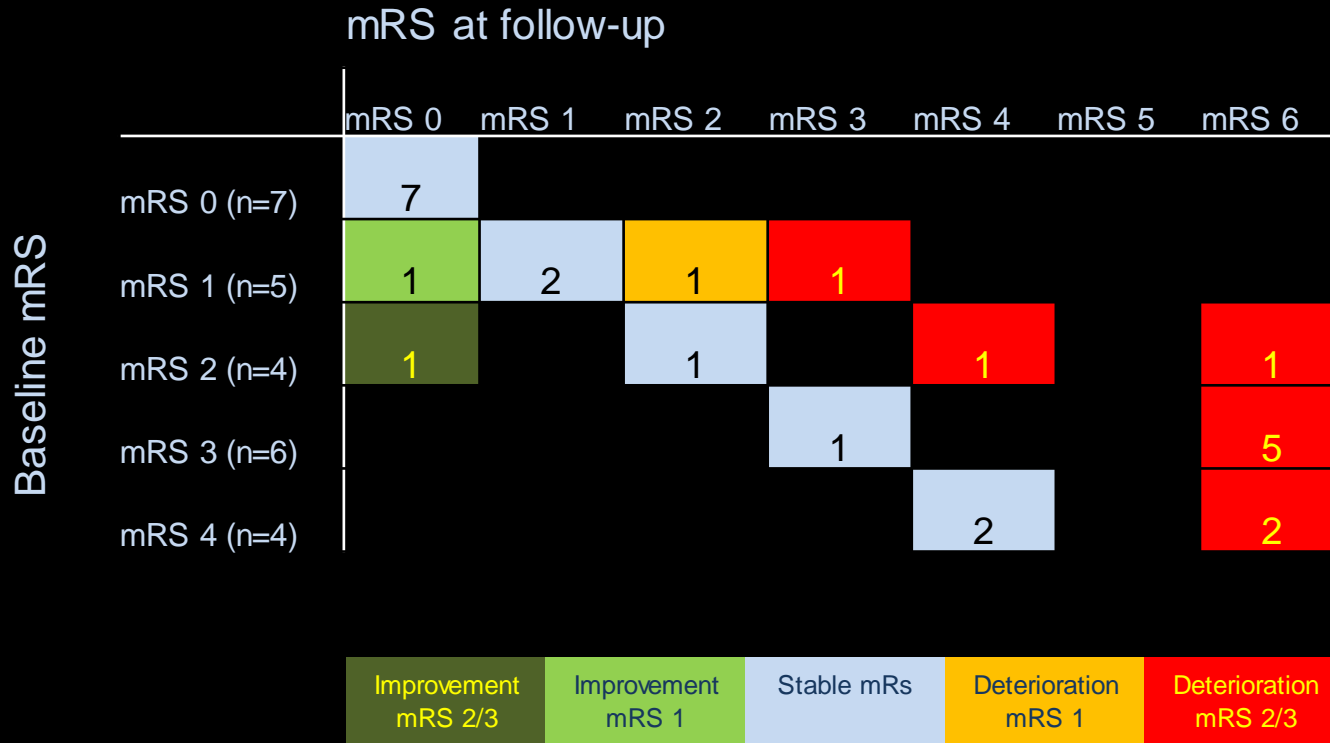 mRS at follow-up
mRS 0 mRS 1 mRS 2 mRS 3 mRS 4 mRS 5 mRS 6
Baseline mRS
mRS 0 (n=7) 7
mRS 1 (n=5) 1 2 1 1
mRS 2 (n=4) 1 1 1 1
mRS 3 (n=6) 1 5
mRS 4 (n=4) 2 2
Improvement Improvement Stable mRs Deterioration Deterioration
mRS 2/3 mRS 1 mRS 1 mRS 2/3